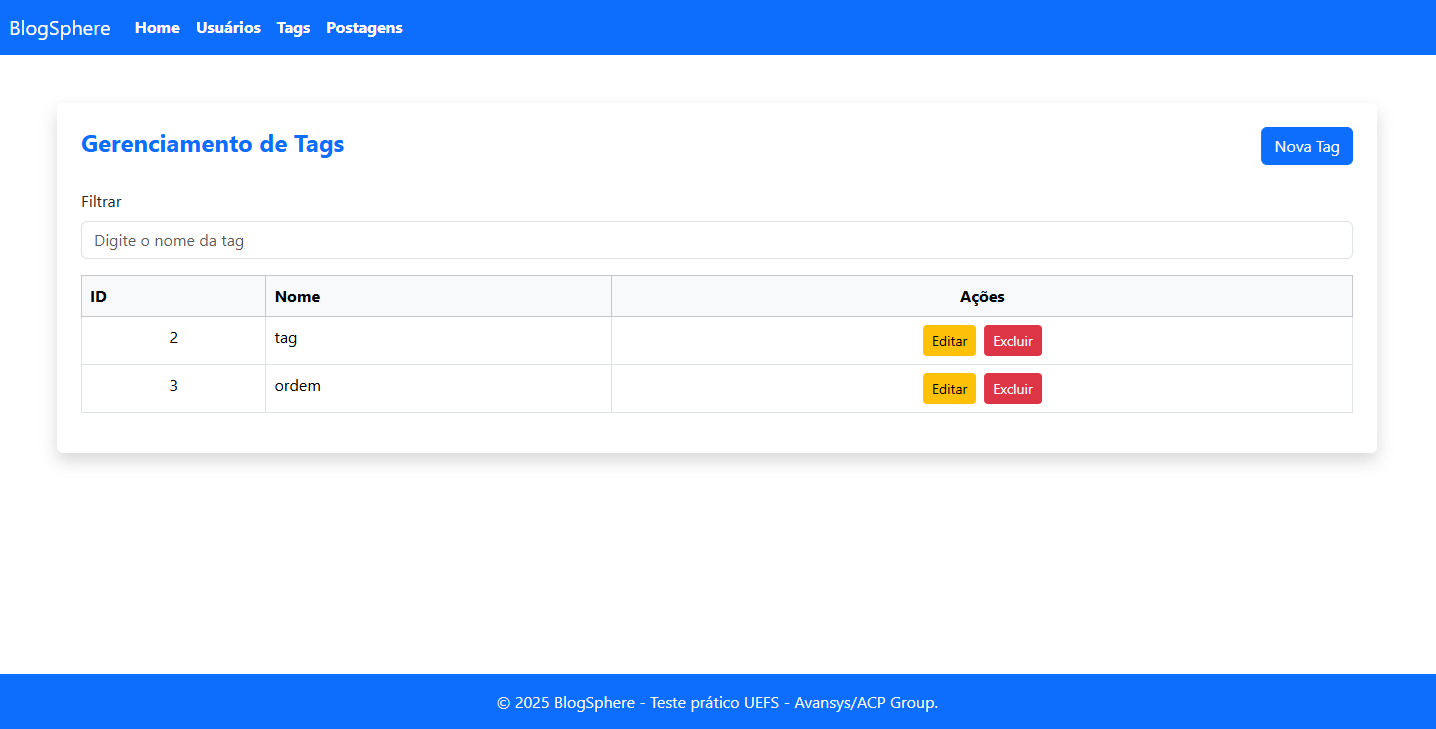 BlogSphere Home Usuários Tags Postagens
Gerenciamento de Tags Nova Tag
Filtrar
Digite o nome da tag
ID Nome Ações
2 tag Editar Excluir
3 ordem Editar Excluir
© 2025 BlogSphere - Teste prático UEFS - Avansys/ACP Group.